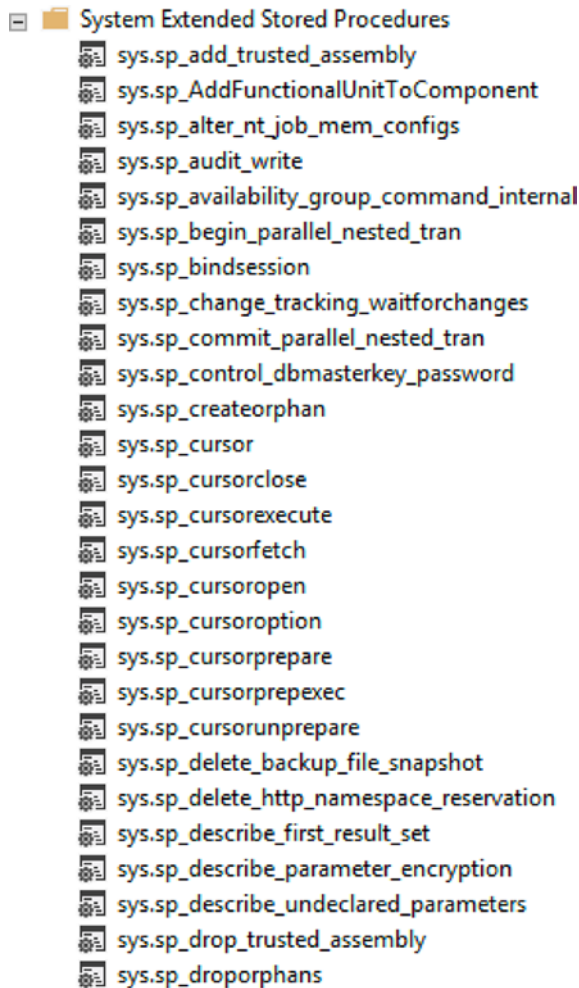 System Extended Stored Procedures
sys.sp_add_trusted_assembly
sys.sp_AddFunctionalUnitToComponent
sys.sp_alter_nt_job_mem_configs
sys.sp_audit_write
sys.sp_availability_group_command_internal
sys.sp_begin_parallel_nested_tran
sys.sp_bindsession
sys.sp_change_tracking_waitforchanges
sys.sp_commit_parallel_nested_tran
sys.sp_control_dbmasterkey_password
sys.sp_createorphan
sys.sp_cursor
sys.sp_cursorclose
sys.sp_cursorexecute
sys.sp_cursorfetch
sys.sp_cursoropen
sys.sp_cursoroption
sys.sp_cursorprepare
sys.sp_cursorprepexec
sys.sp_cursorunprepare
sys.sp_delete_backup_file_snapshot
sys.sp_delete_http_namespace_reservation
sys.sp_describe_first_result_set
sys.sp_describe_parameter_encryption
sys.sp_describe_undeclared_parameters
sys.sp_drop_trusted_assembly
sys.sp_droporphans